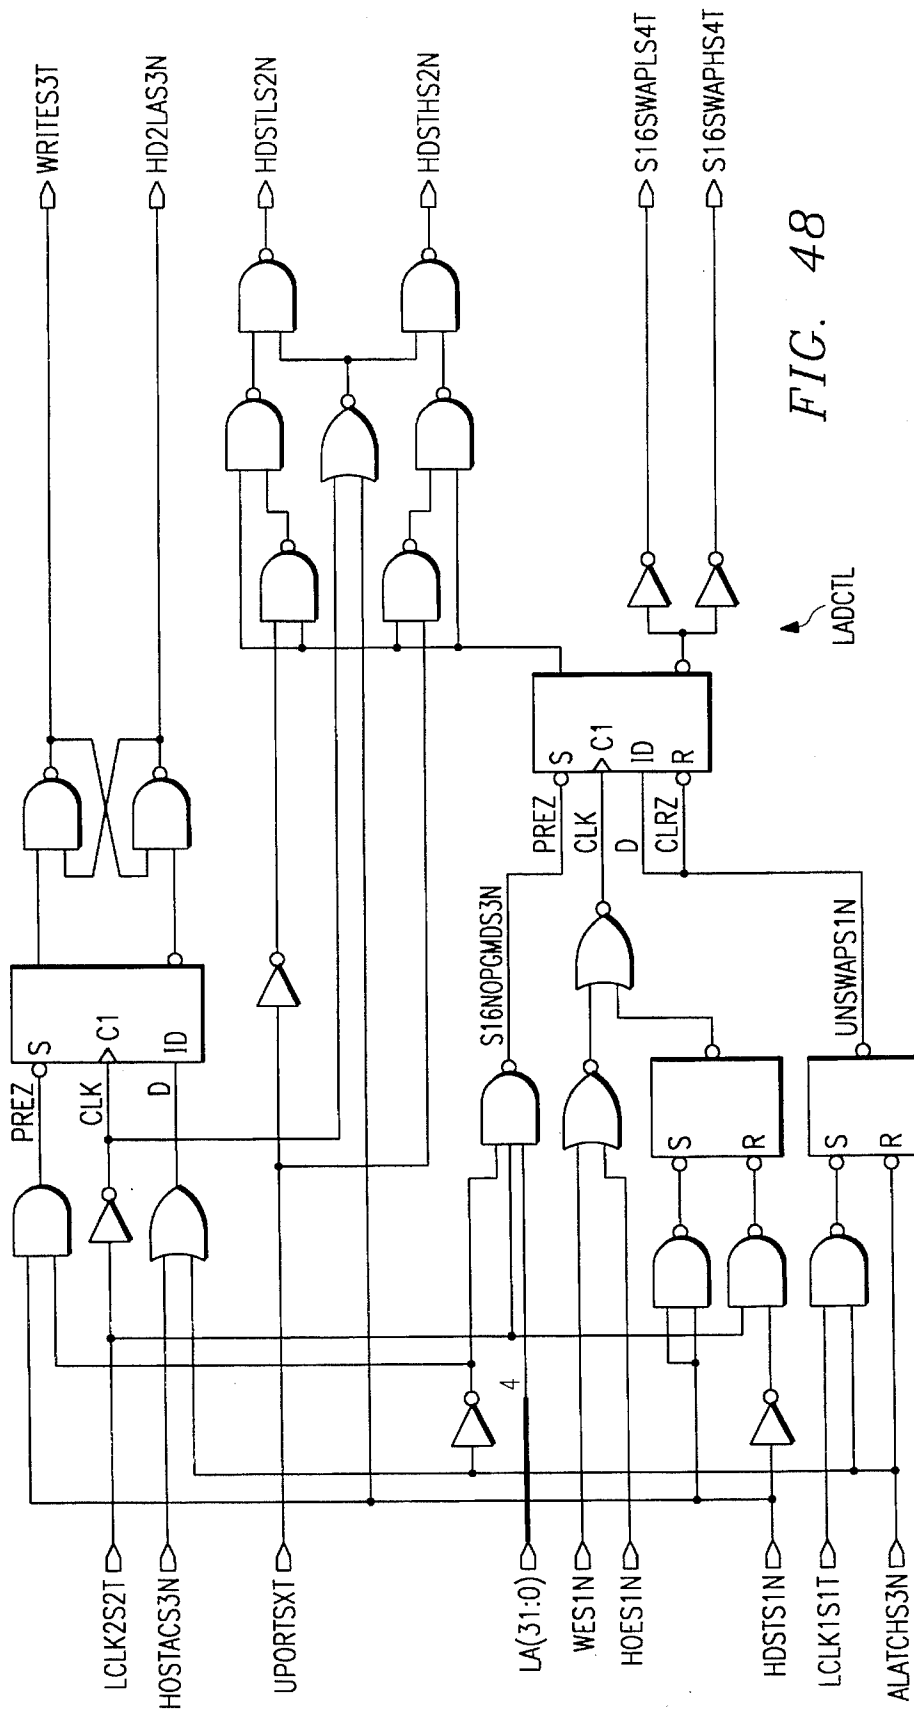 WRITES3T
HD2LAS3N
HDSTLS2N
HDSTHS2N
S16SWAPLS4T
S16SWAPHS4T
FIG. 48
LADCTL
PREZ
S
CLK
C1
D
ID
S16NOPGMDS3N
PREZ
S
CLK
C1
D
ID
CLRZ
R
UNSWAPS1N
S
R
S
R
4
LCLK2S2T
HOSTACS3N
UPORTSXT
LA(31:0)
WES1N
HOES1N
HDSTS1N
LCLK1S1T
ALATCHS3N